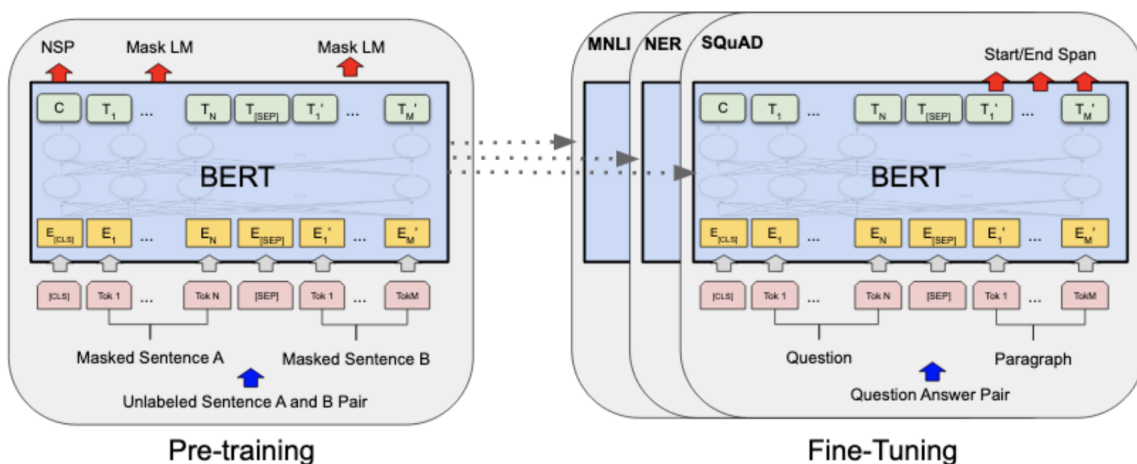 NSP Mask LM Mask LM
C T1 ... TN T[SEP] T1' ... TM'
...
BERT
...
E[CLS] E1 ... EN E[SEP] E1' ... EM'
[CLS] Tok 1 ... Tok N [SEP] Tok 1 ... TokM
Masked Sentence A Masked Sentence B
Unlabeled Sentence A and B Pair
Pre-training
MNLI NER SQuAD
Start/End Span
C T1 ... TN T[SEP] T1' ... TM'
...
BERT
...
E[CLS] E1 ... EN E[SEP] E1' ... EM'
[CLS] Tok 1 ... Tok N [SEP] Tok 1 ... TokM
Question Paragraph
Question Answer Pair
Fine-Tuning